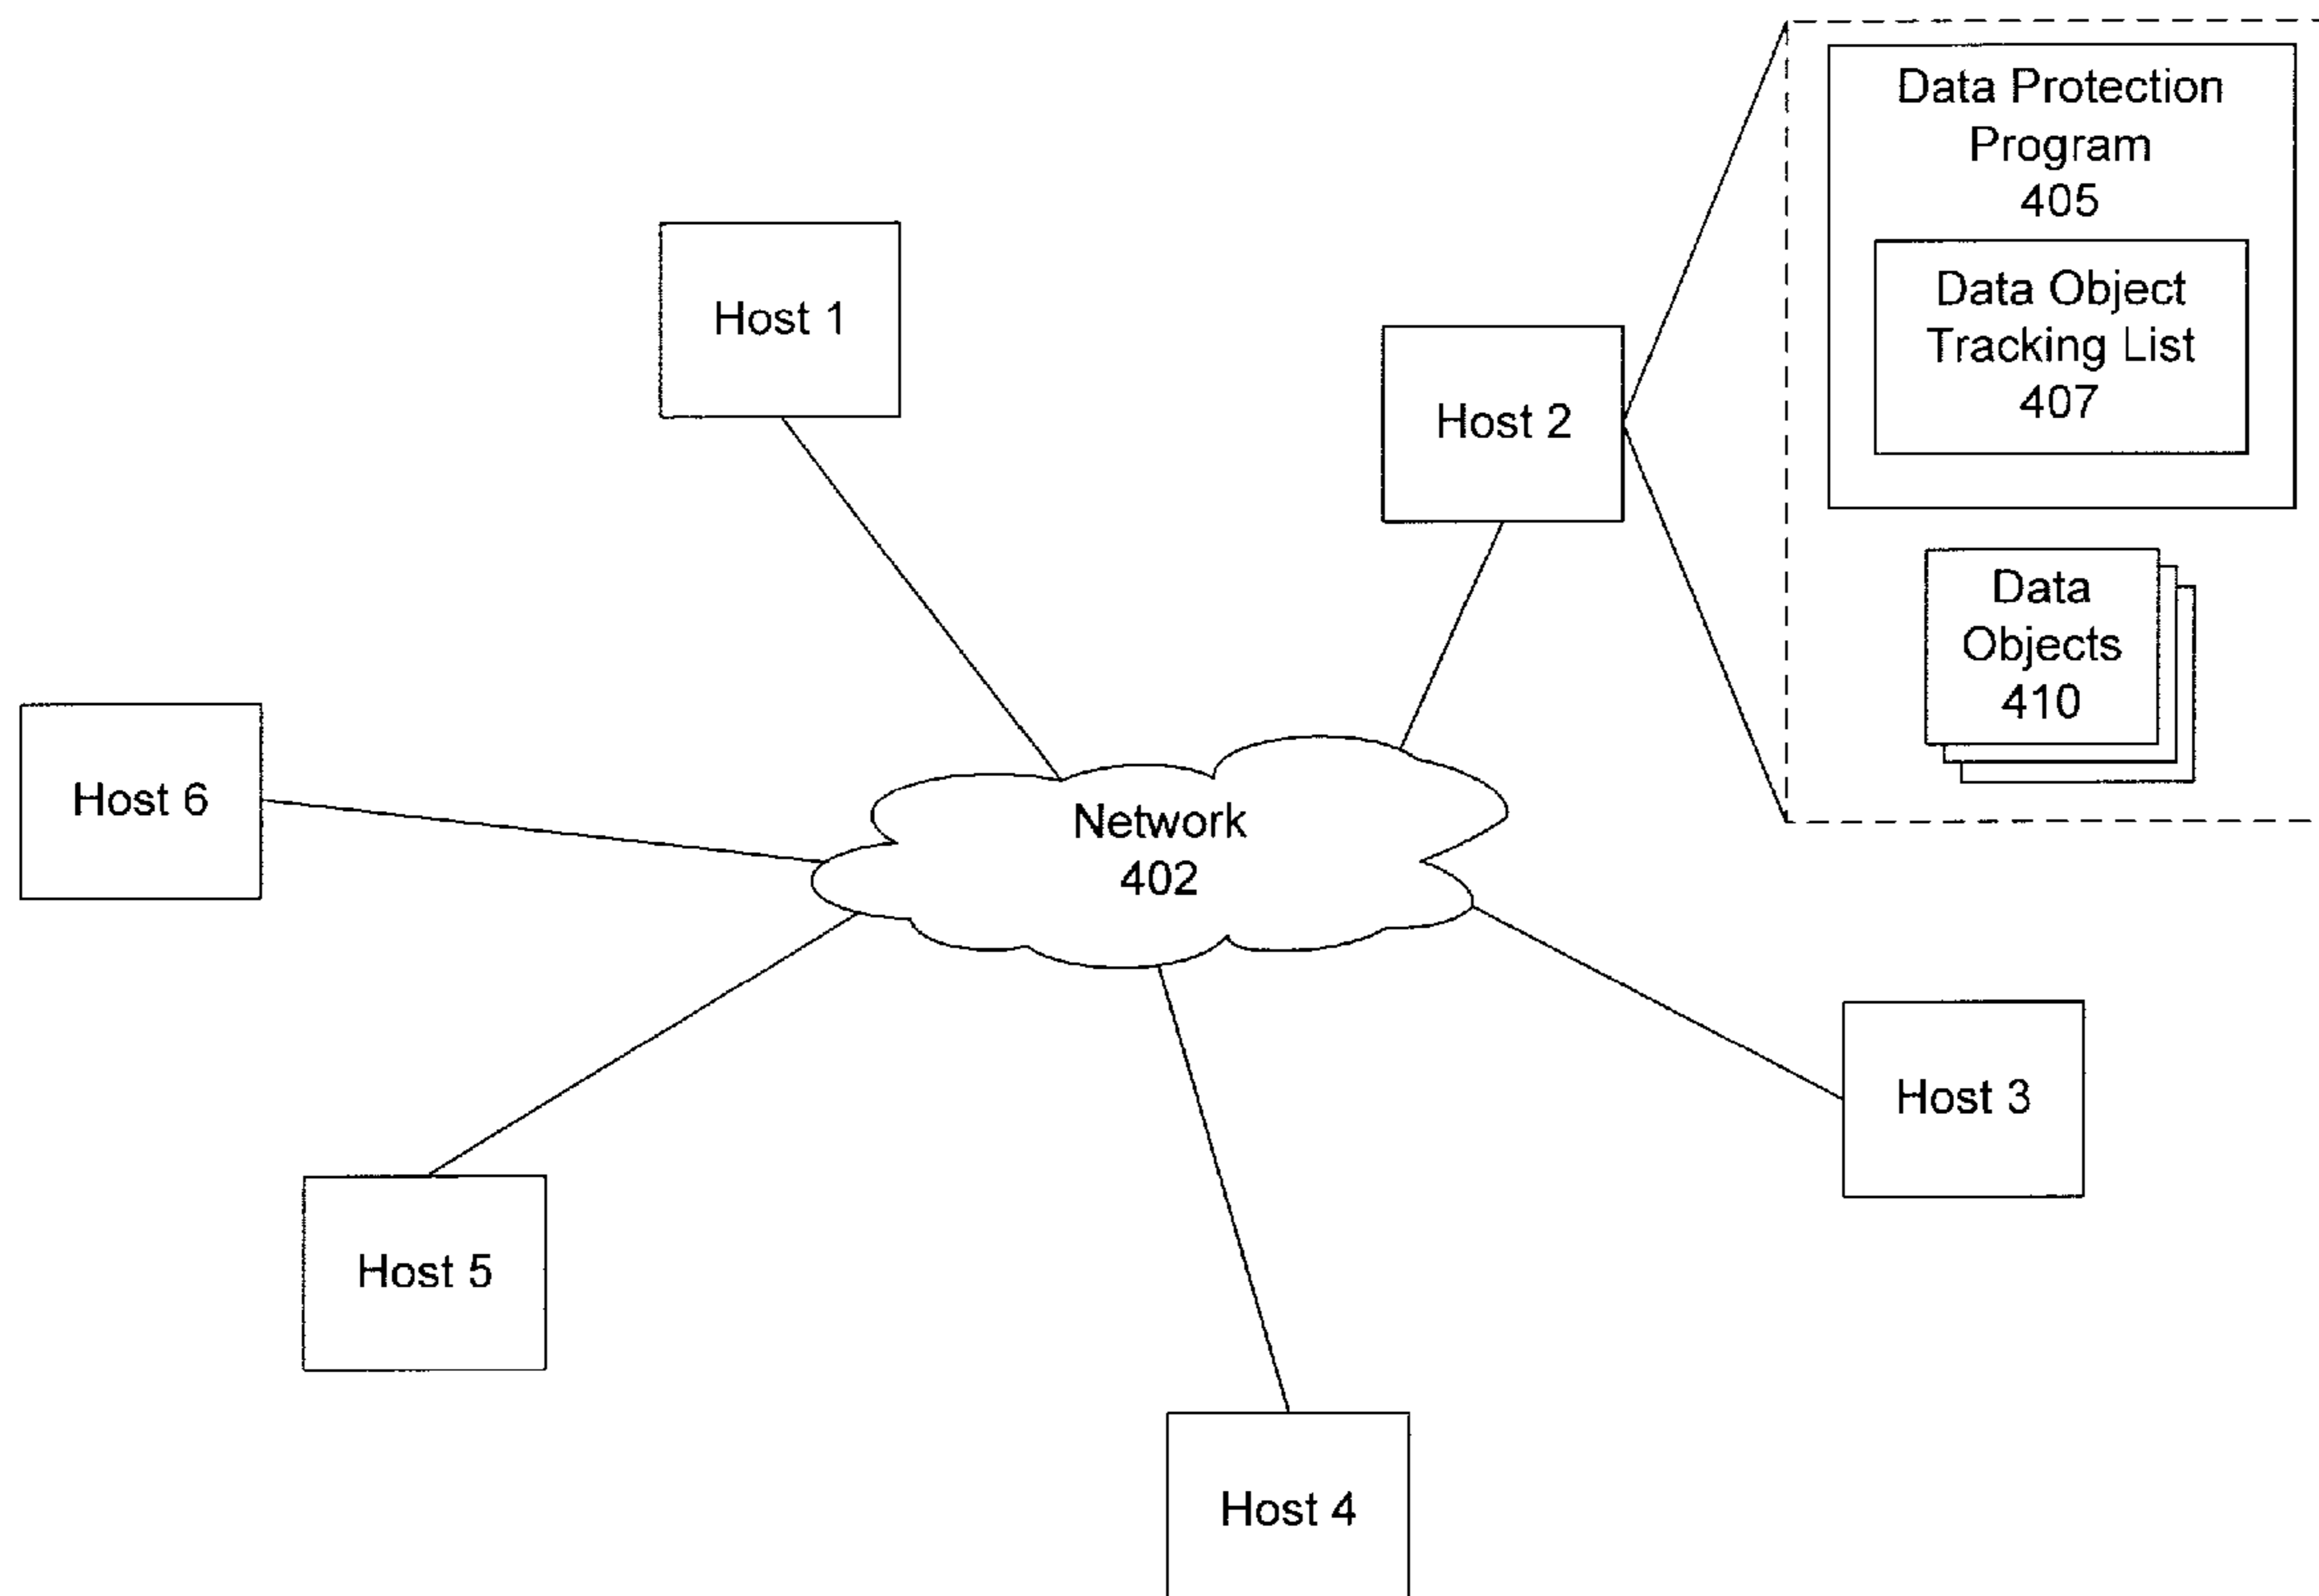 Data Protection
Program
405
Data Object
Tracking List
407
Host 1
Host 2
Data
Objects
410
Host 6
Network
402
Host 3
Host 5
Host 4